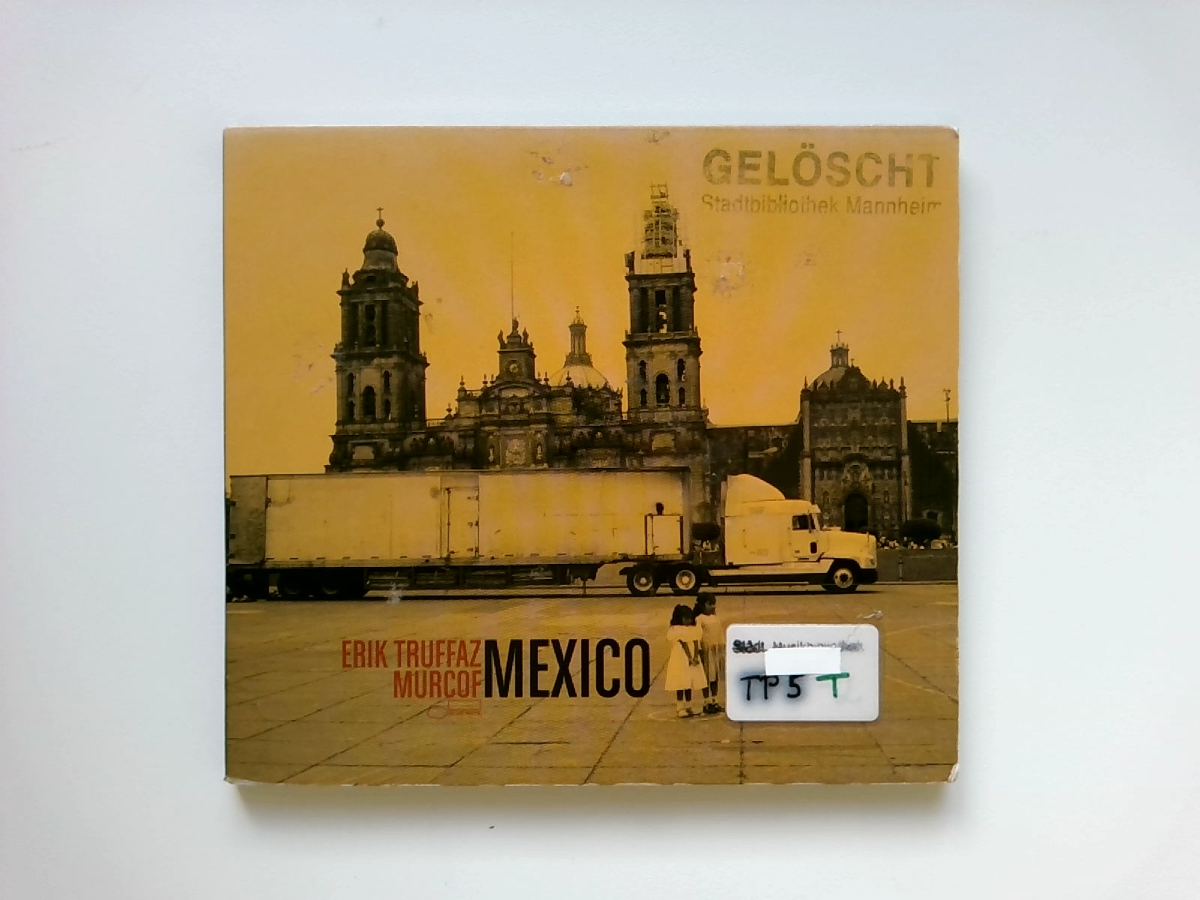 GELÖSCHT
Stadtbibliothek Mannheim
ERIK TRUFFAZ
MURCOF
MEXICO
Städt.
TP5 T